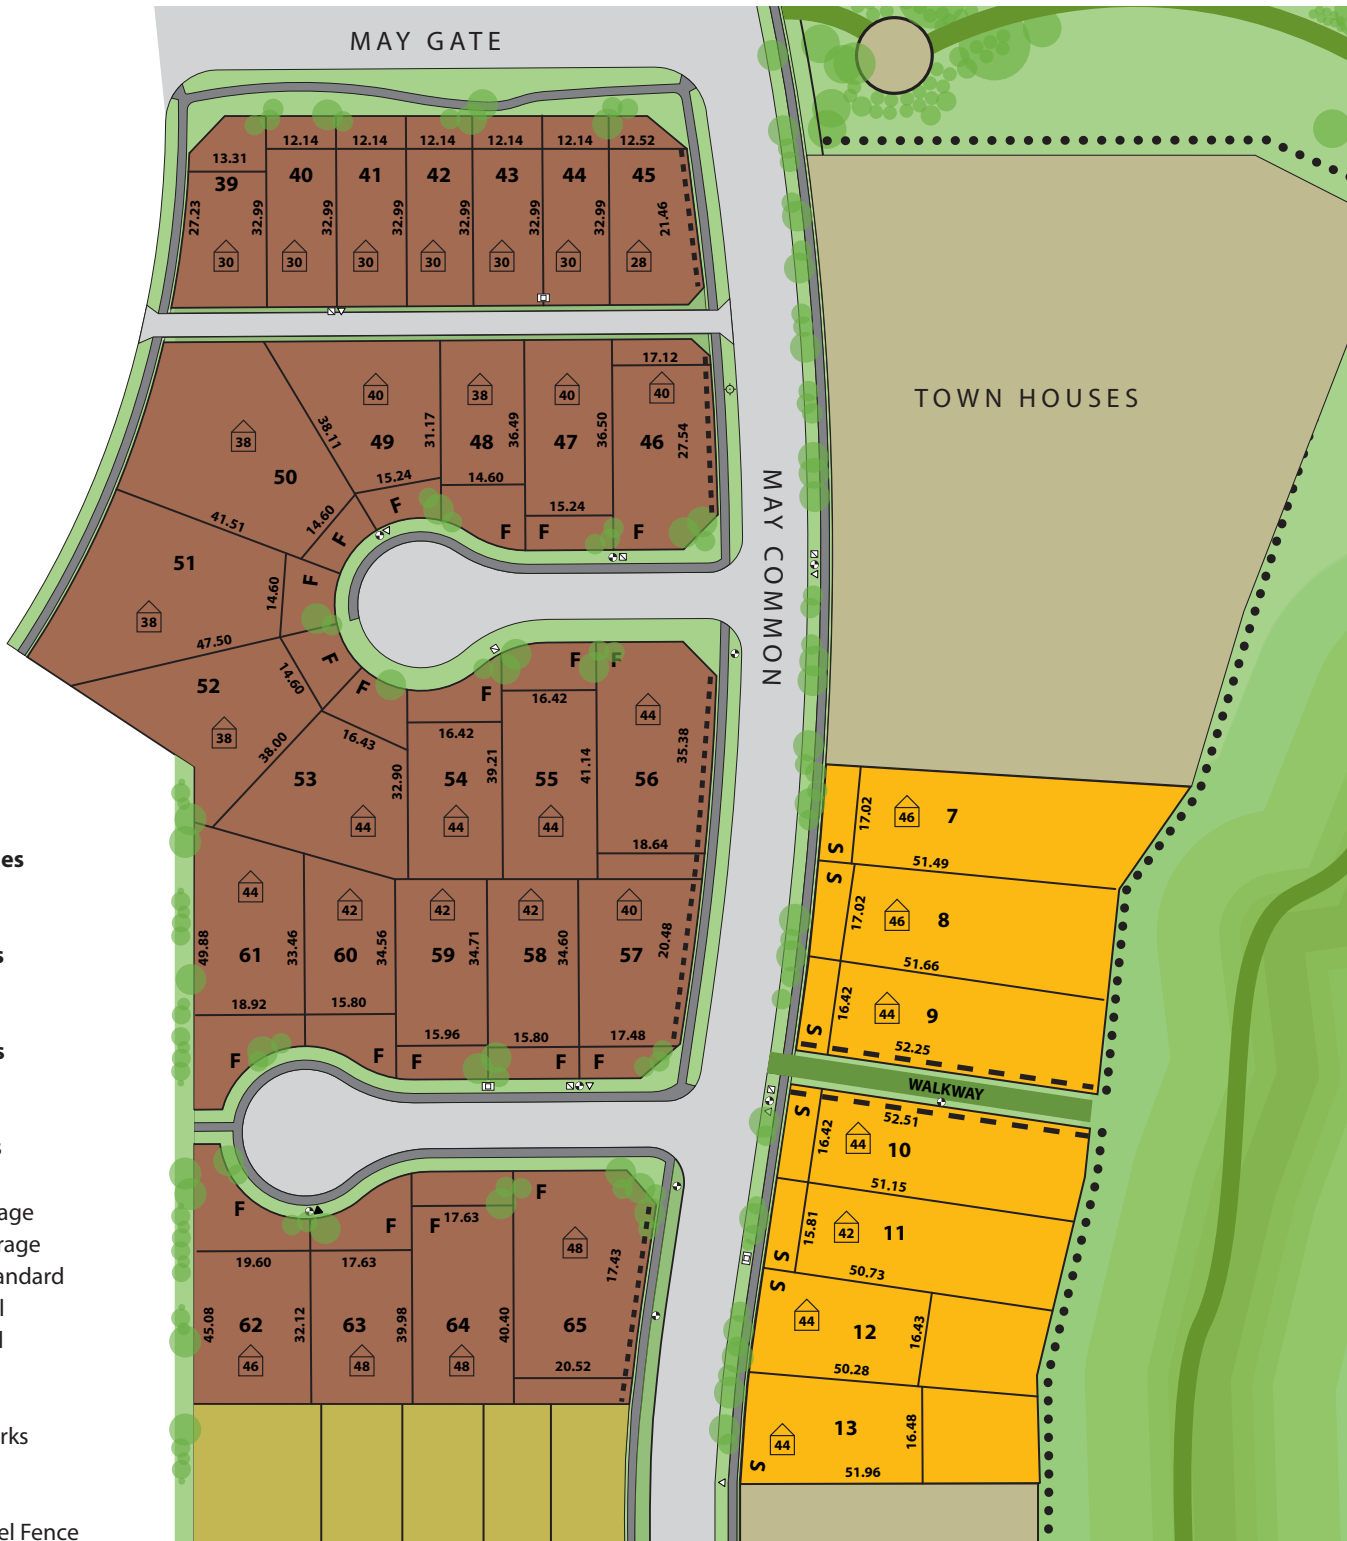 MAY GATE
12.14 12.14 12.14 12.14 12.14 12.52
13.31
39 40 41 42 43 44 45
27.23 32.99 32.99 32.99 32.99 32.99 32.99 21.46
30 30 30 30 30 30 28
17.12
40 38 40 40
38
38.11 49 31.17 48 36.49 47 36.50 46 27.54
50 15.24 14.60
15.24
41.51 14.60 F
F F F F
51
14.60 F
38
47.50
52 14.60 F F
38
38.00 16.43
F F F
16.42 16.42
44
53 32.90 54 39.21 55 41.14 56 35.38
44 44 44
18.64
44 42 42 42 40
49.88 61 33.46 60 34.56 59 34.71 58 34.60 57 20.48
18.92 15.80
15.96 15.80 17.48
F F F F F
F F F F
17.63
19.60 17.63
48 17.43
45.08 62 32.12 63 39.98 64 40.40 65
46 48 48
20.52
MAY COMMON
TOWN HOUSES
17.02 46 7
S 51.49
S
17.02 46 8
51.66
16.42 44 9
S 52.25
WALKWAY
S 52.51
16.42 44 10
51.15
15.81 42 11
S 50.73
S
44 12 16.43
50.28
44 13 16.48
S 51.96
es
s
s
s
age
rage
andard
l
l
rks
el Fence